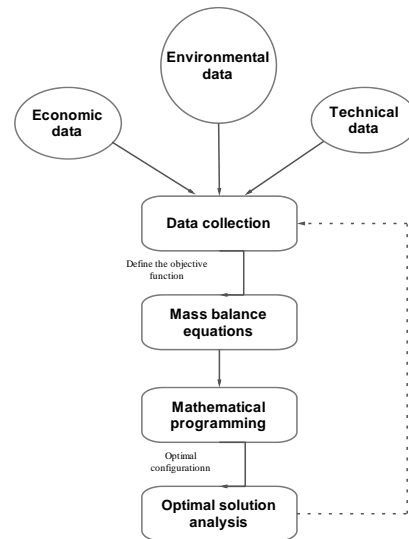 Environmental
data
Economic
data
Technical
data
Data collection
Define the objective
function
Mass balance
equations
Mathematical
programming
Optimal
configurationn
Optimal solution
analysis